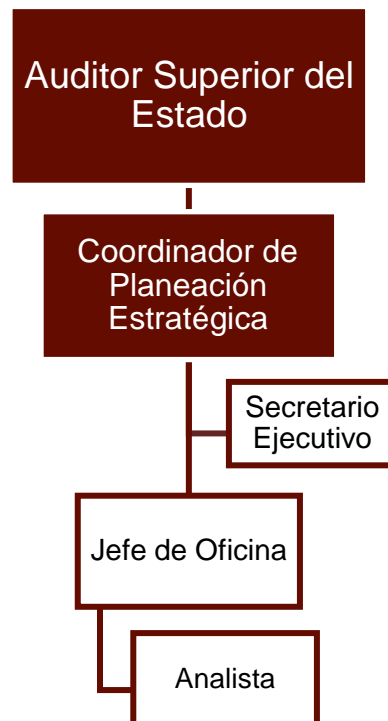 Auditor Superior del
Estado
Coordinador de
Planeación
Estratégica
Secretario
Ejecutivo
Jefe de Oficina
Analista